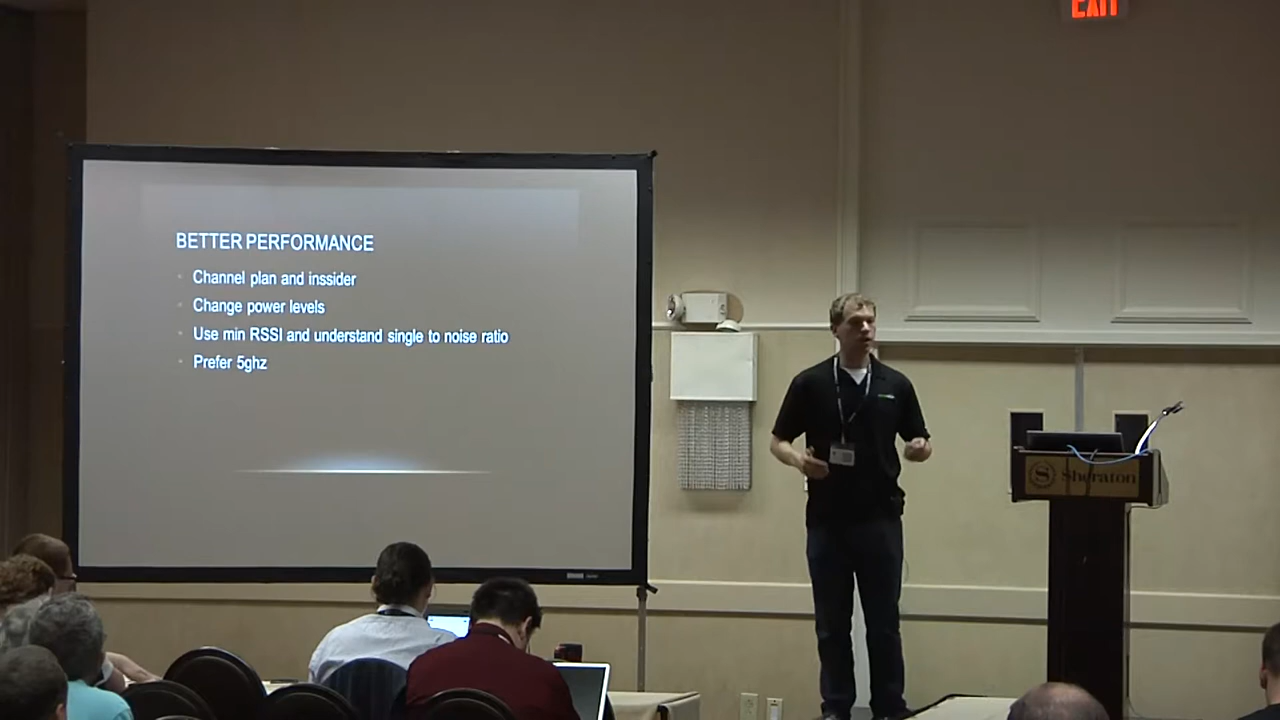 EXIT
BETTER PERFORMANCE
Channel plan and inssider
Change power levels
Use min RSSI and understand single to noise ratio
Prefer 5ghz
Sheraton